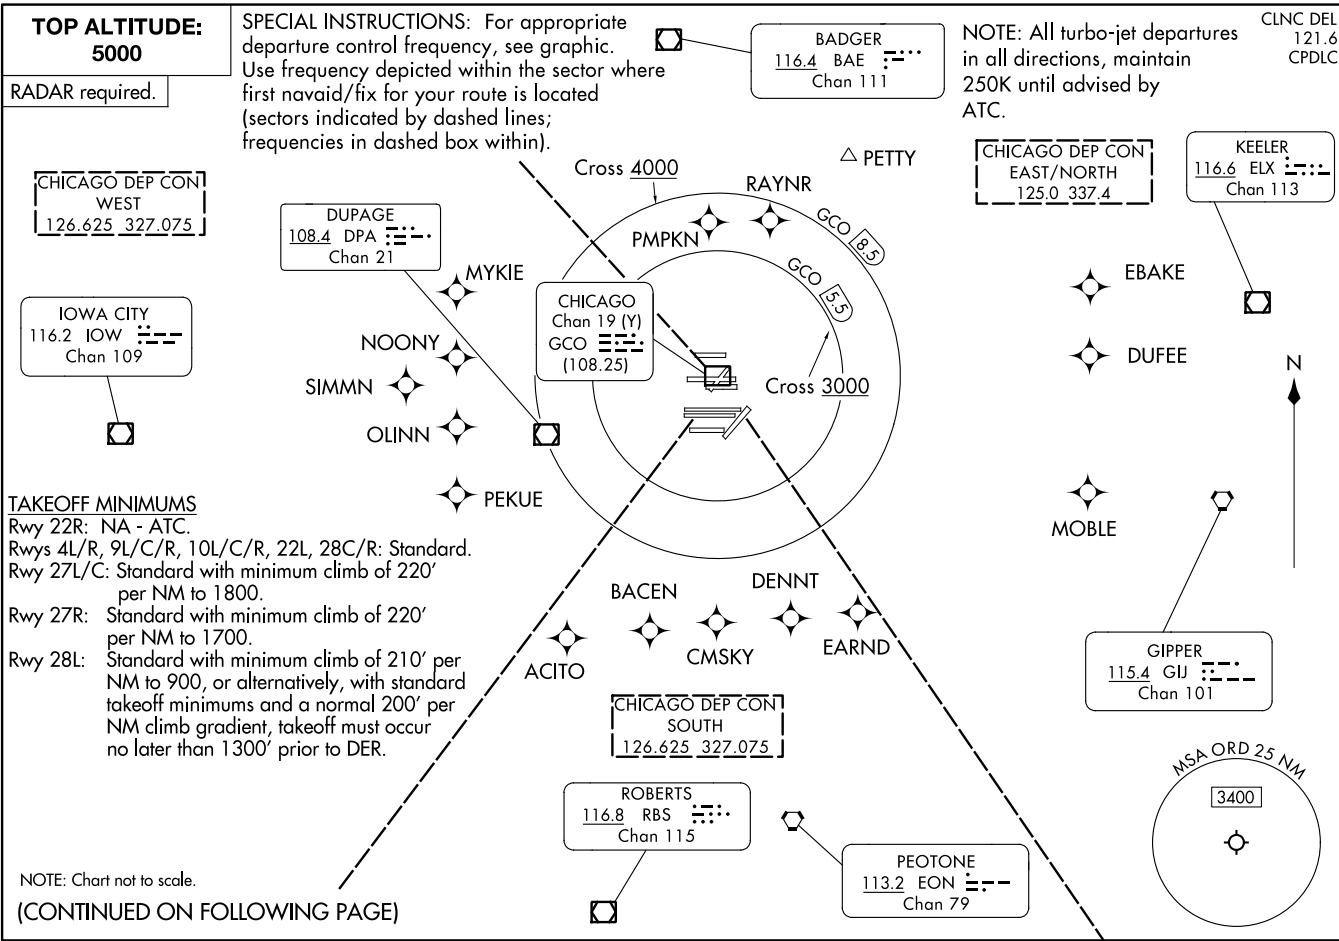 TOP ALTITUDE:
5000
RADAR required.
SPECIAL INSTRUCTIONS: For appropriate
departure control frequency, see graphic.
Use frequency depicted within the sector where
first navaid/fix for your route is located
(sectors indicated by dashed lines;
frequencies in dashed box within).
BADGER
116.4 BAE
Chan 111
NOTE: All turbo-jet departures
in all directions, maintain
250K until advised by
ATC.
CLNC DEL
121.6
CPDLC
CHICAGO DEP CON
WEST
126.625 327.075
DUPAGE
108.4 DPA
Chan 21
Cross 4000
PETTY
RAYNR
PMPKN
GCO 8.5
GCO 5.5
CHICAGO DEP CON
EAST/NORTH
125.0 337.4
KEELER
116.6 ELX
Chan 113
MYKIE
CHICAGO
Chan 19 (Y)
GCO
(108.25)
EBAKE
IOWA CITY
116.2 IOW
Chan 109
NOONY
SIMMN
OLINN
PEKUE
Cross 3000
DUFEE
N
MOBLE
TAKEOFF MINIMUMS
Rwy 22R: NA - ATC.
Rwys 4L/R, 9L/C/R, 10L/C/R, 22L, 28C/R: Standard.
Rwy 27L/C: Standard with minimum climb of 220'
per NM to 1800.
Rwy 27R: Standard with minimum climb of 220'
per NM to 1700.
Rwy 28L: Standard with minimum climb of 210' per
NM to 900, or alternatively, with standard
takeoff minimums and a normal 200' per
NM climb gradient, takeoff must occur
no later than 1300' prior to DER.
ACITO
BACEN
CMSKY
DENNT
EARND
CHICAGO DEP CON
SOUTH
126.625 327.075
GIPPER
115.4 GIJ
Chan 101
ROBERTS
116.8 RBS
Chan 115
PEOTONE
113.2 EON
Chan 79
MSA ORD 25 NM
3400
NOTE: Chart not to scale.
(CONTINUED ON FOLLOWING PAGE)